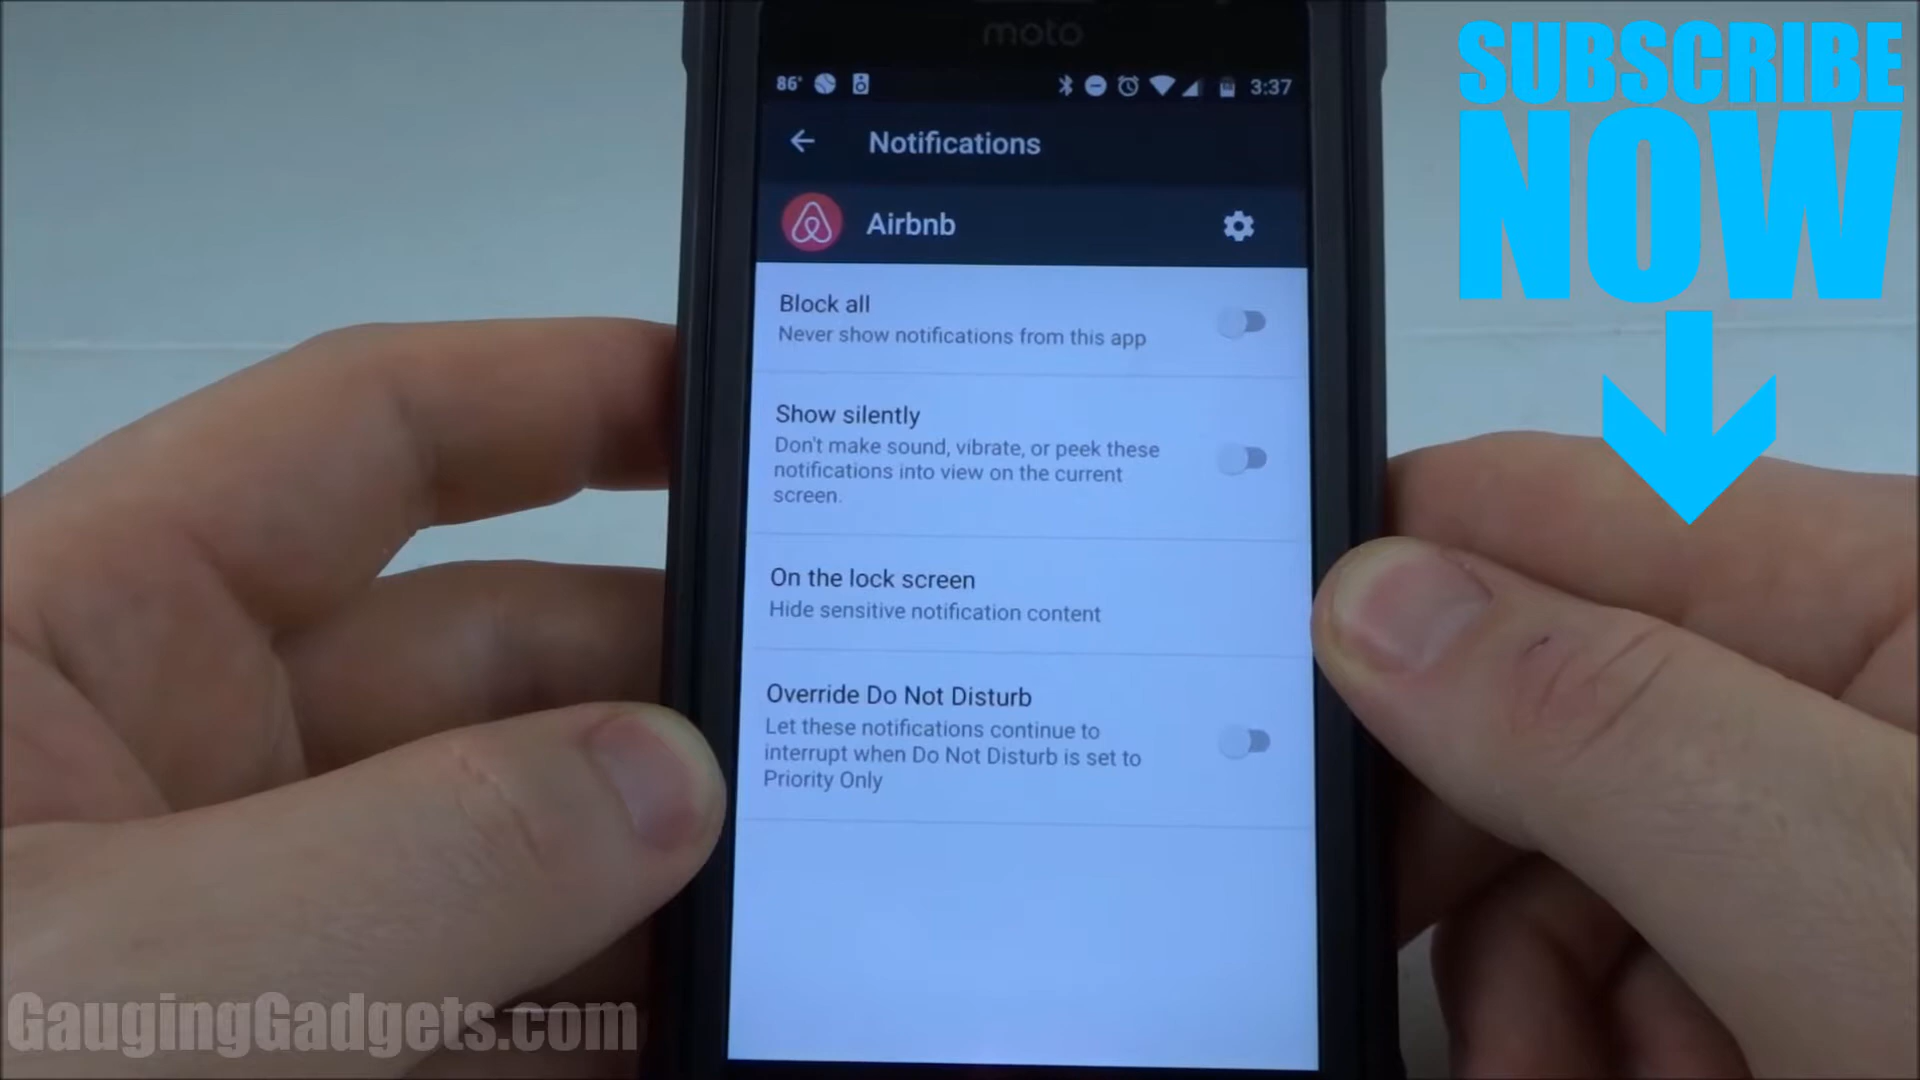 moto
86°
3:37
Notifications
Airbnb
Block all
Never show notifications from this app
Show silently
Don't make sound, vibrate, or peek these
notifications into view on the current
screen.
On the lock screen
Hide sensitive notification content
Override Do Not Disturb
Let these notifications continue to
interrupt when Do Not Disturb is set to
Priority Only
SUBSCRIBE
NOW
GaugingGadgets.com